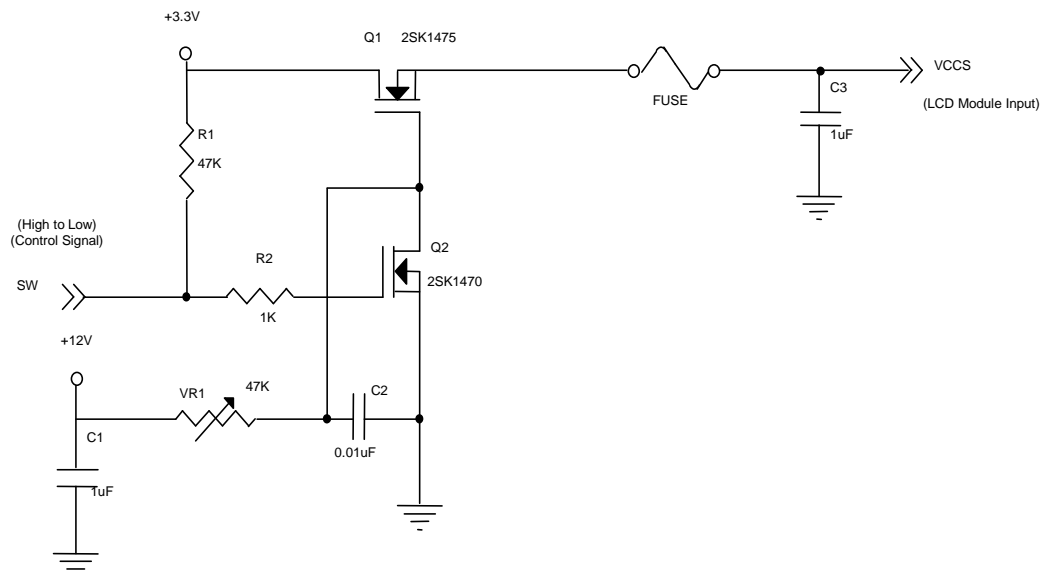 +3.3V
Q1 2SK1475
VCCS
FUSE
C3
(LCD Module Input)
1uF
R1
47K
(High to Low)
(Control Signal)
Q2
R2
2SK1470
SW
1K
+12V
VR1
47K
C2
C1
0.01uF
1uF